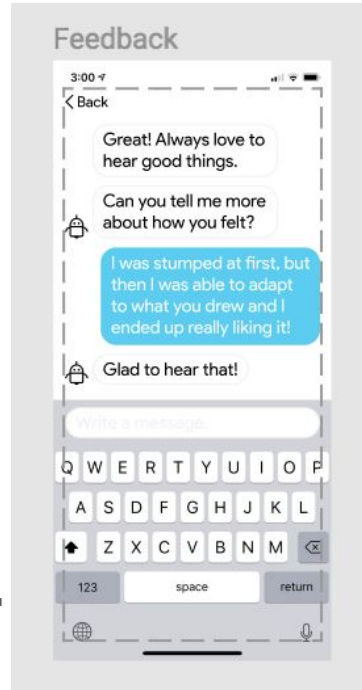 Feedback
3:00
Back
Great! Always love to
hear good things.
Can you tell me more
about how you felt?
I was stumped at first, but
then I was able to adapt
to what you drew and I
ended up really liking it!
Glad to hear that!
Write a message.
Q W E R T Y U I O P
A S D F G H J K L
Z X C V B N M
123 space return